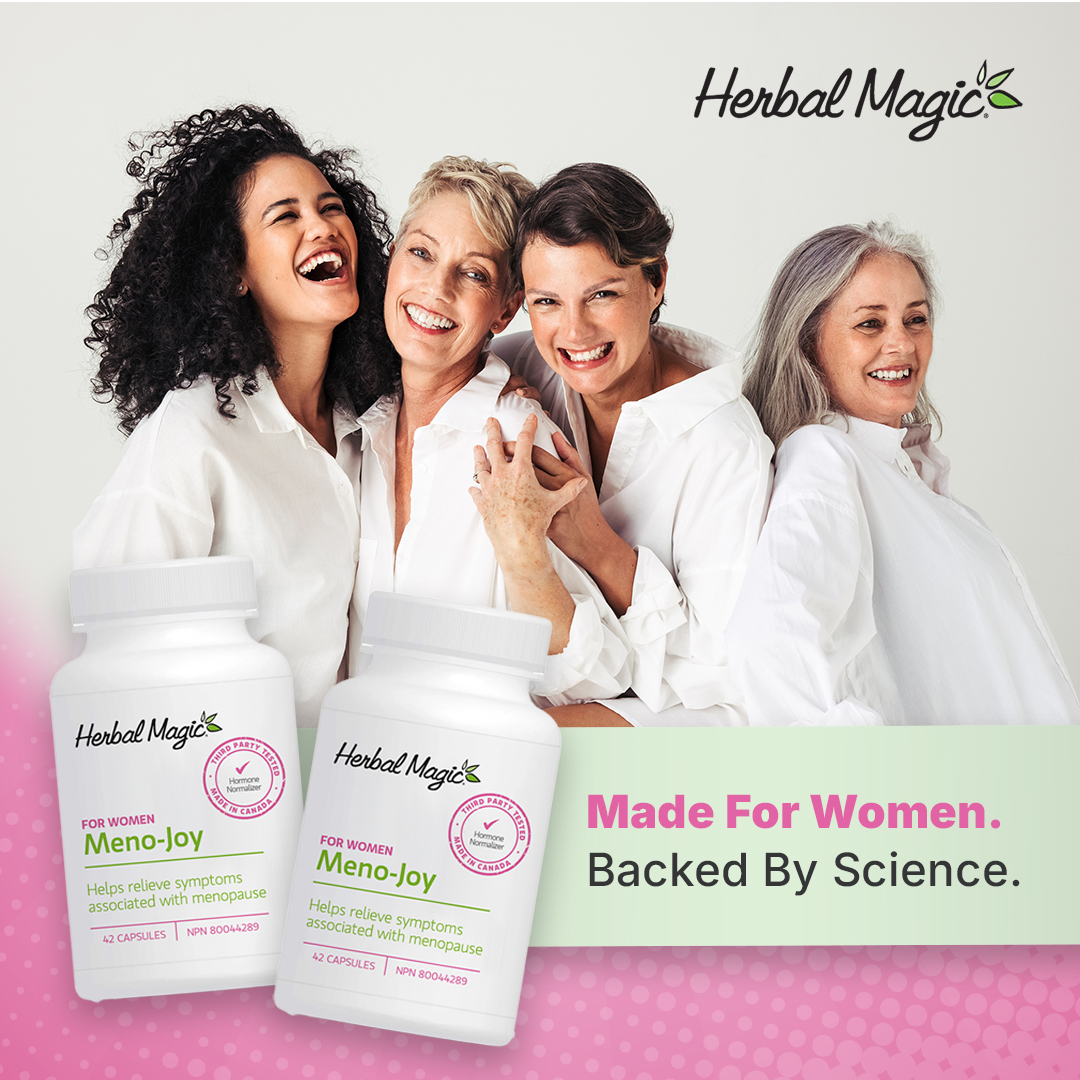 Herbal Magic®
Herbal Magic®
THIRD PARTY TESTED
Hormone
Normalizer
MADE IN CANADA
FOR WOMEN
Meno-Joy
Helps relieve symptoms
associated with menopause
42 CAPSULES | NPN 80044289
Herbal Magic®
THIRD PARTY TESTED
Hormone
Normalizer
MADE IN CANADA
FOR WOMEN
Meno-Joy
Helps relieve symptoms
associated with menopause
42 CAPSULES | NPN 80044289
Made For Women.
Backed By Science.